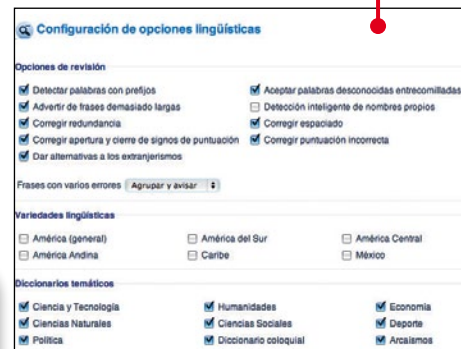 Configuración de opciones lingüísticas
Opciones de revisión
Detectar palabras con prefijos
Aceptar palabras desconocidas entrecomilladas
Advertir de frases demasiado largas
Detección inteligente de nombres propios
Corregir redundancia
Corregir espaciado
Corregir apertura y cierre de signos de puntuación
Corregir puntuación incorrecta
Dar alternativas a los extranjerismos
Frases con varios errores Agrupar y avisar
Variedades lingüísticas
América (general) América del Sur América Central
América Andina Caribe México
Diccionarios temáticos
Ciencia y Tecnología Humanidades Economía
Ciencias Naturales Ciencias Sociales Deporte
Política Diccionario coloquial Arcaismos